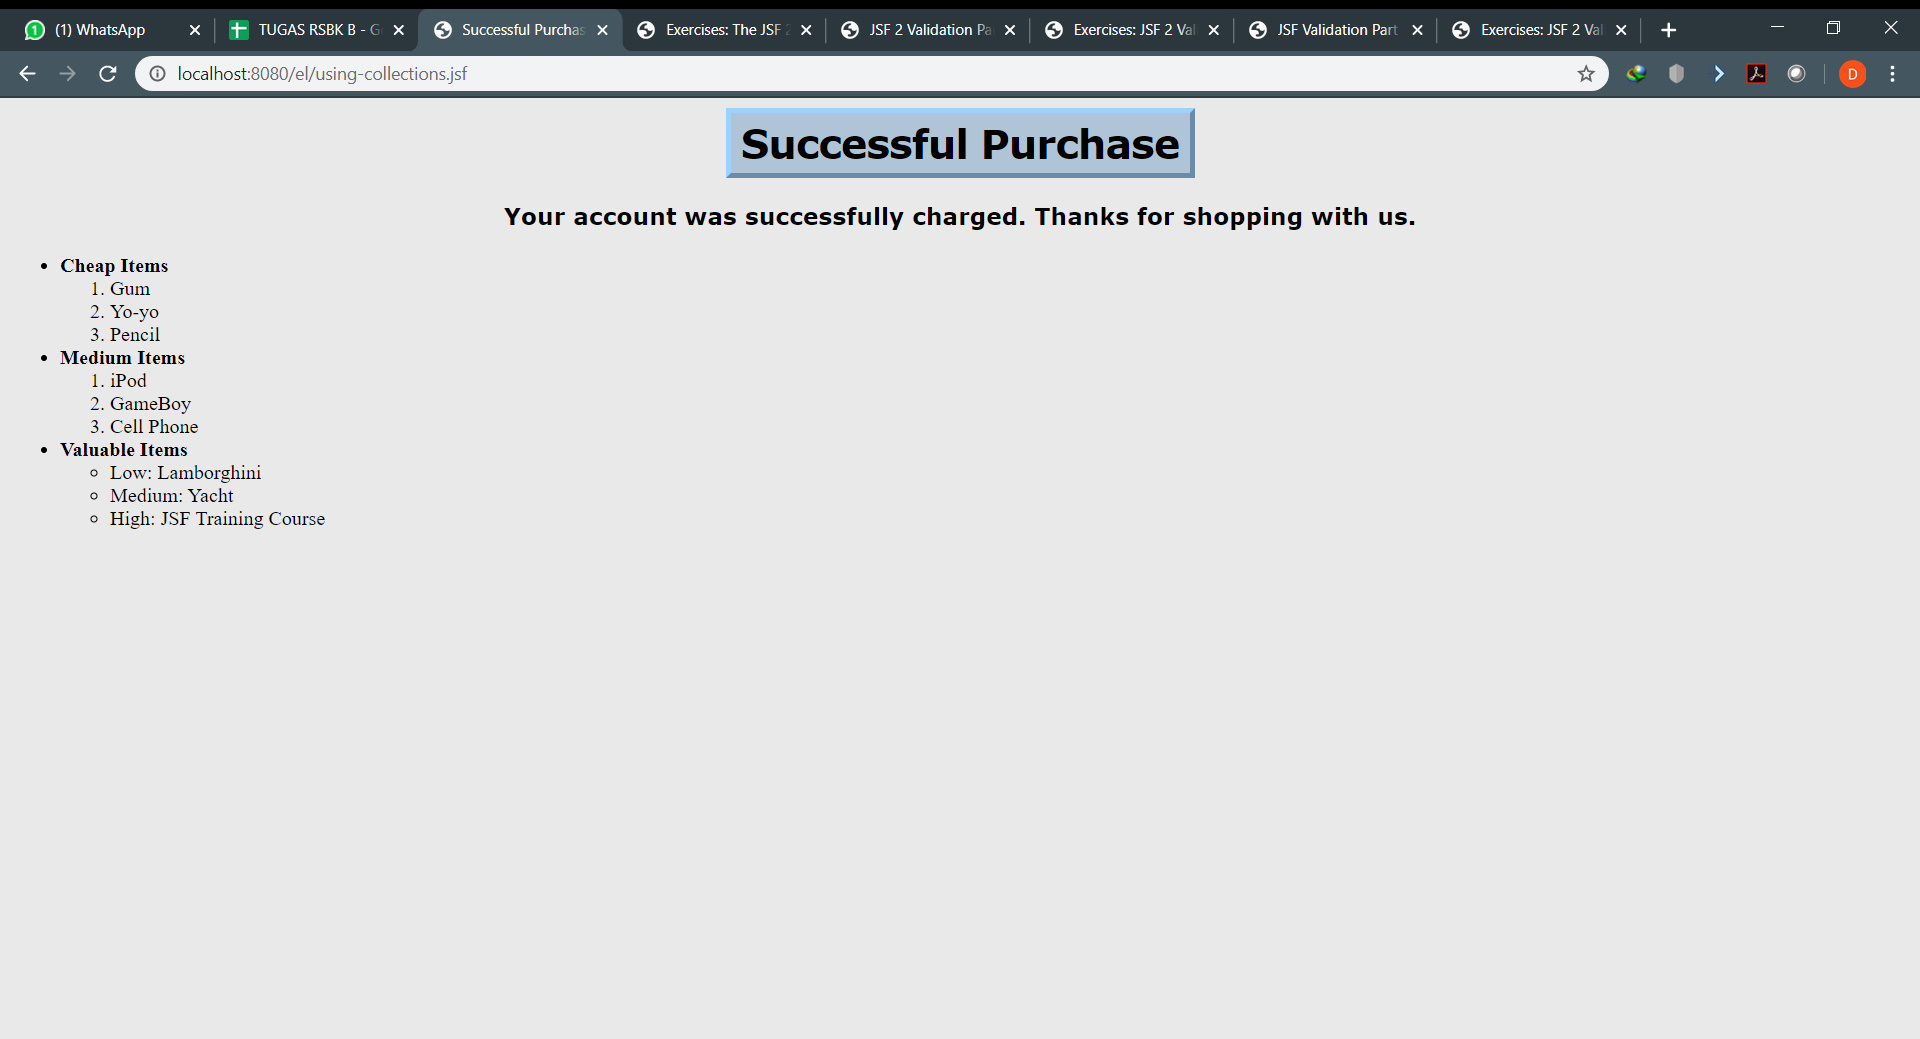 (1) WhatsApp
TUGAS RSBK B - G
Successful Purchas
Exercises: The JSF 2
JSF 2 Validation Pa
Exercises: JSF 2 Val
JSF Validation Part
Exercises: JSF 2 Val
localhost:8080/el/using-collections.jsf
D
Successful Purchase
Your account was successfully charged. Thanks for shopping with us.
• Cheap Items
1. Gum
2. Yo-yo
3. Pencil
• Medium Items
1. iPod
2. GameBoy
3. Cell Phone
• Valuable Items
◦ Low: Lamborghini
◦ Medium: Yacht
◦ High: JSF Training Course